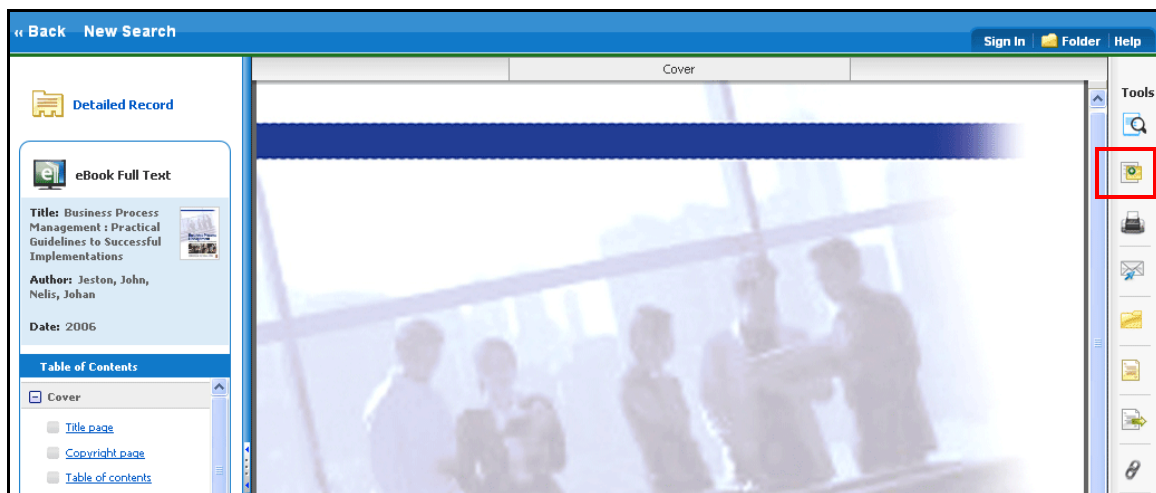 ‹‹ Back New Search
Sign In Folder Help
Detailed Record
eBook Full Text
Title: Business Process
Management : Practical
Guidelines to Successful
Implementations
Author: Jeston, John,
Nelis, Johan
Date: 2006
Table of Contents
Cover
Title page
Copyright page
Table of contents
Cover
Tools